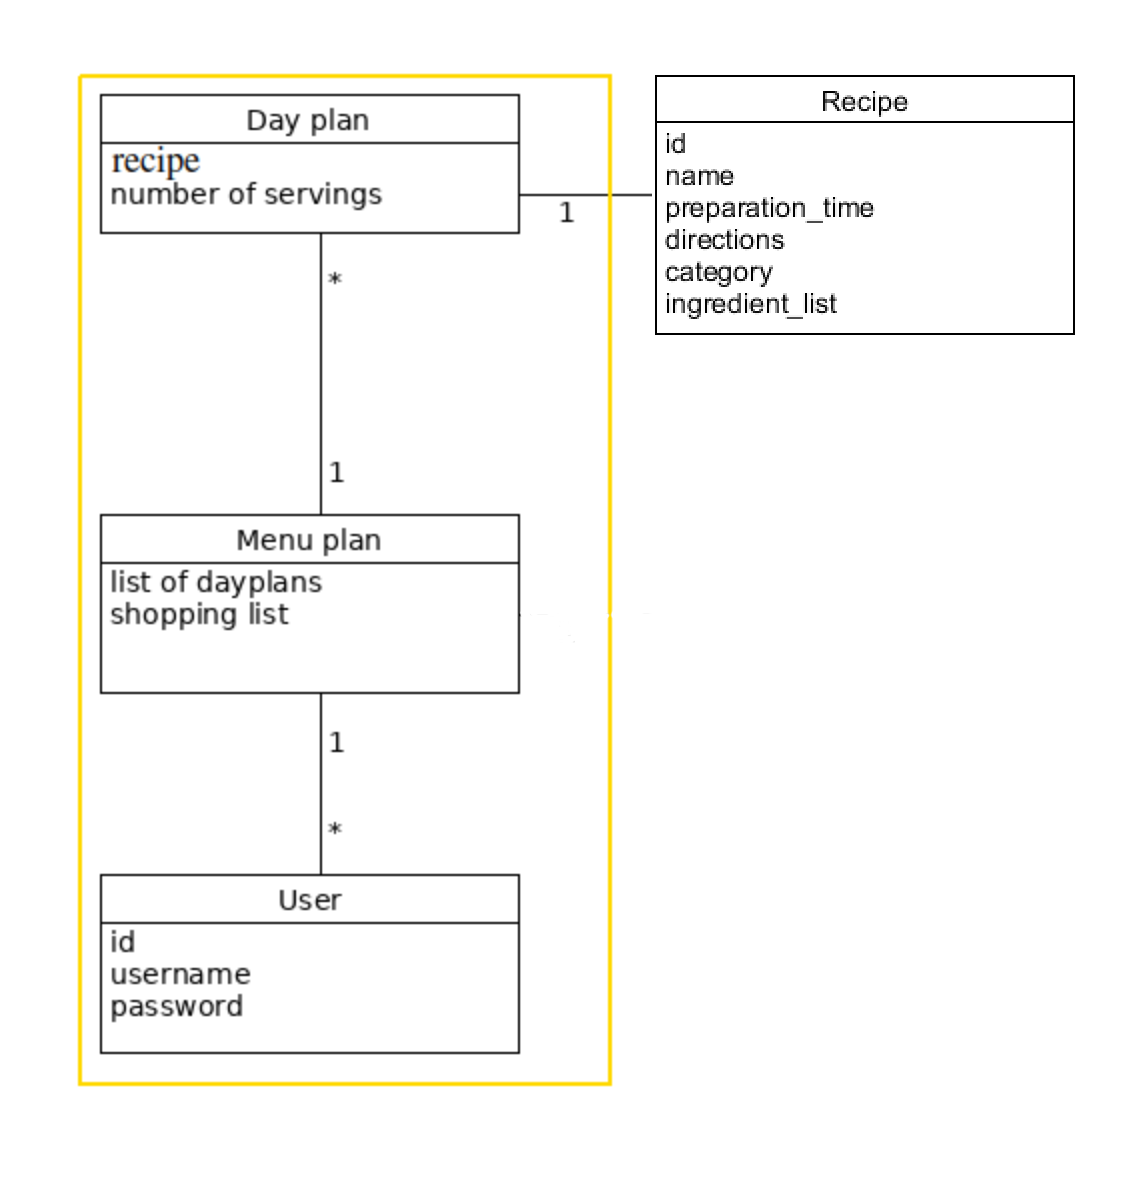 Day plan
recipe
number of servings
1
Recipe
id
name
preparation_time
directions
category
ingredient_list
*
1
Menu plan
list of dayplans
shopping list
1
*
User
id
username
password